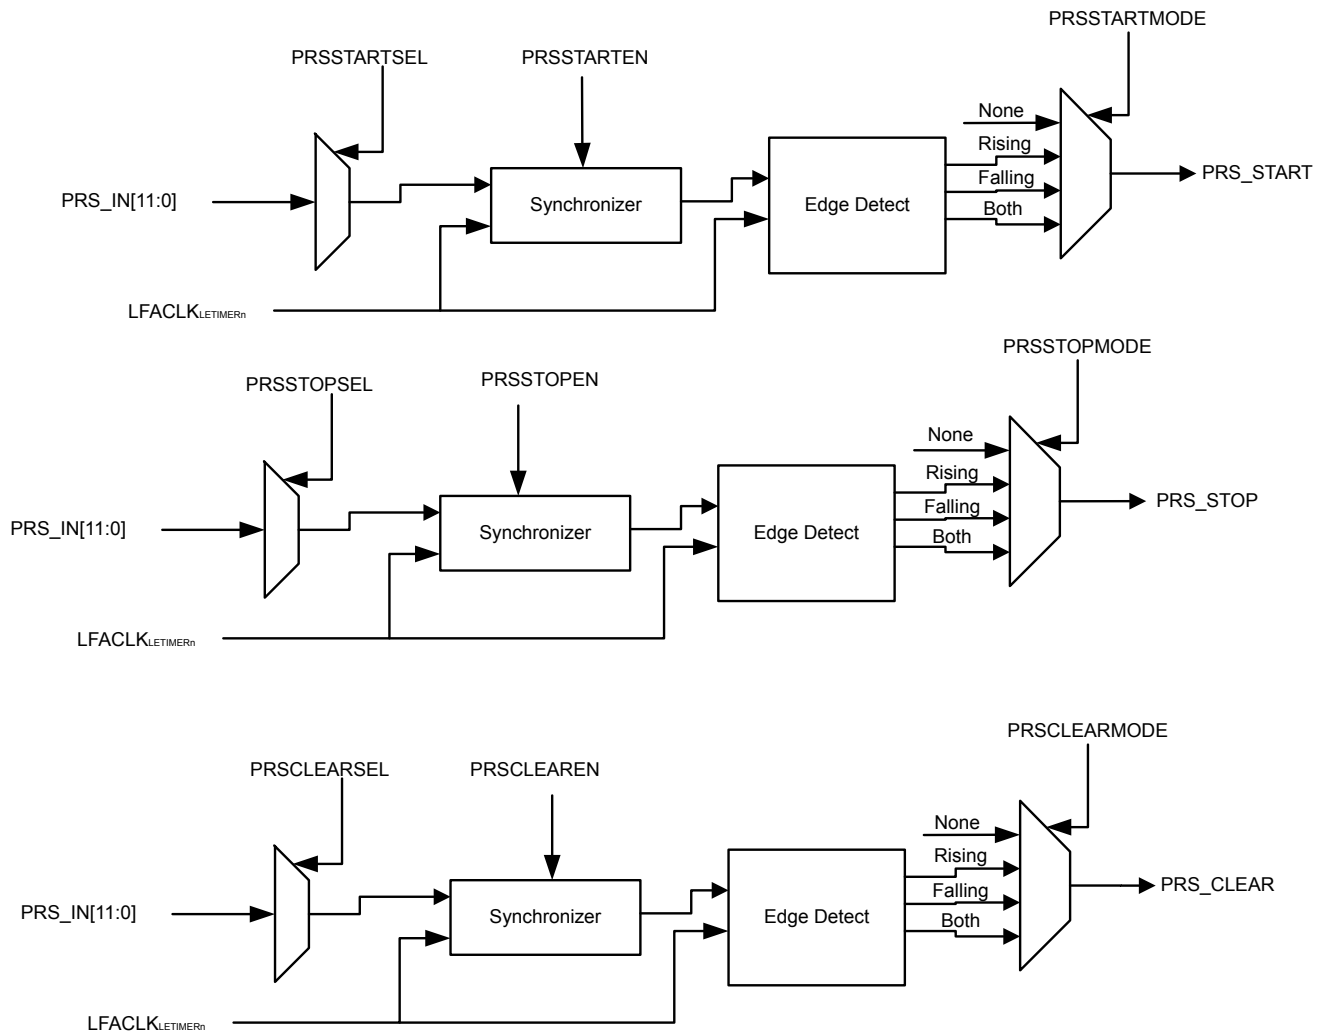 PRSSTARTMODE
PRSSTARTSEL
PRSSTARTEN
None
Rising
Falling
Both
PRS_IN[11:0]
Synchronizer
Edge Detect
PRS_START
LFACLKLETIMERn
PRSSTOPMODE
PRSSTOPSEL
PRSSTOPEN
None
Rising
Falling
Both
PRS_IN[11:0]
Synchronizer
Edge Detect
PRS_STOP
LFACLKLETIMERn
PRSCLEARMODE
PRSCLEARSEL
PRSCLEAREN
None
Rising
Falling
Both
PRS_IN[11:0]
Synchronizer
Edge Detect
PRS_CLEAR
LFACLKLETIMERn